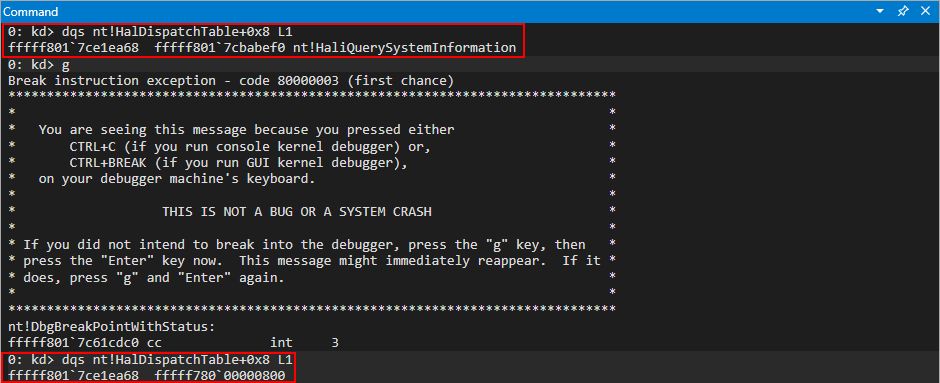 Command
0: kd> dqs nt!HalDispatchTable+0x8 L1
fffff801`7ce1ea68  fffff801`7cbabef0 nt!HaliQuerySystemInformation
0: kd> g
Break instruction exception - code 80000003 (first chance)
*******************************************************************************
*                                                                             *
*   You are seeing this message because you pressed either                    *
*       CTRL+C (if you run console kernel debugger) or,                       *
*       CTRL+BREAK (if you run GUI kernel debugger),                          *
*   on your debugger machine's keyboard.                                      *
*                                                                             *
*                   THIS IS NOT A BUG OR A SYSTEM CRASH                       *
*                                                                             *
* If you did not intend to break into the debugger, press the "g" key, then   *
* press the "Enter" key now.  This message might immediately reappear.  If it *
* does, press "g" and "Enter" again.                                          *
*                                                                             *
*******************************************************************************
nt!DbgBreakPointWithStatus:
fffff801`7c61cdc0 cc              int     3
0: kd> dqs nt!HalDispatchTable+0x8 L1
fffff801`7ce1ea68  fffff780`00000800